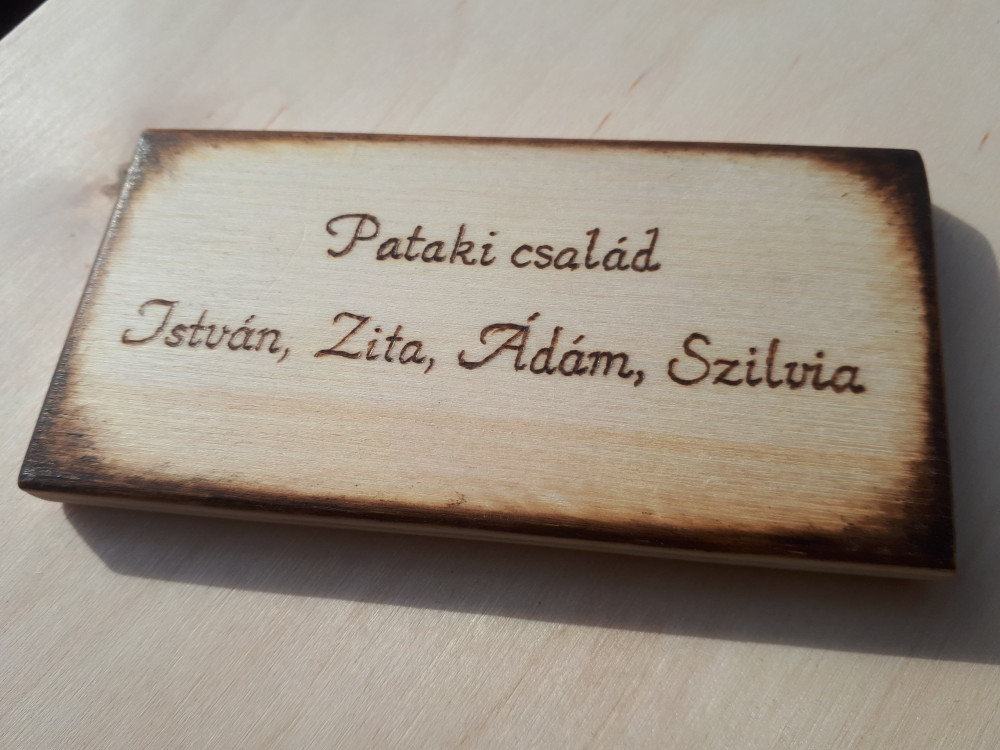 Pataki család
István, Zita, Ádám, Szilvia